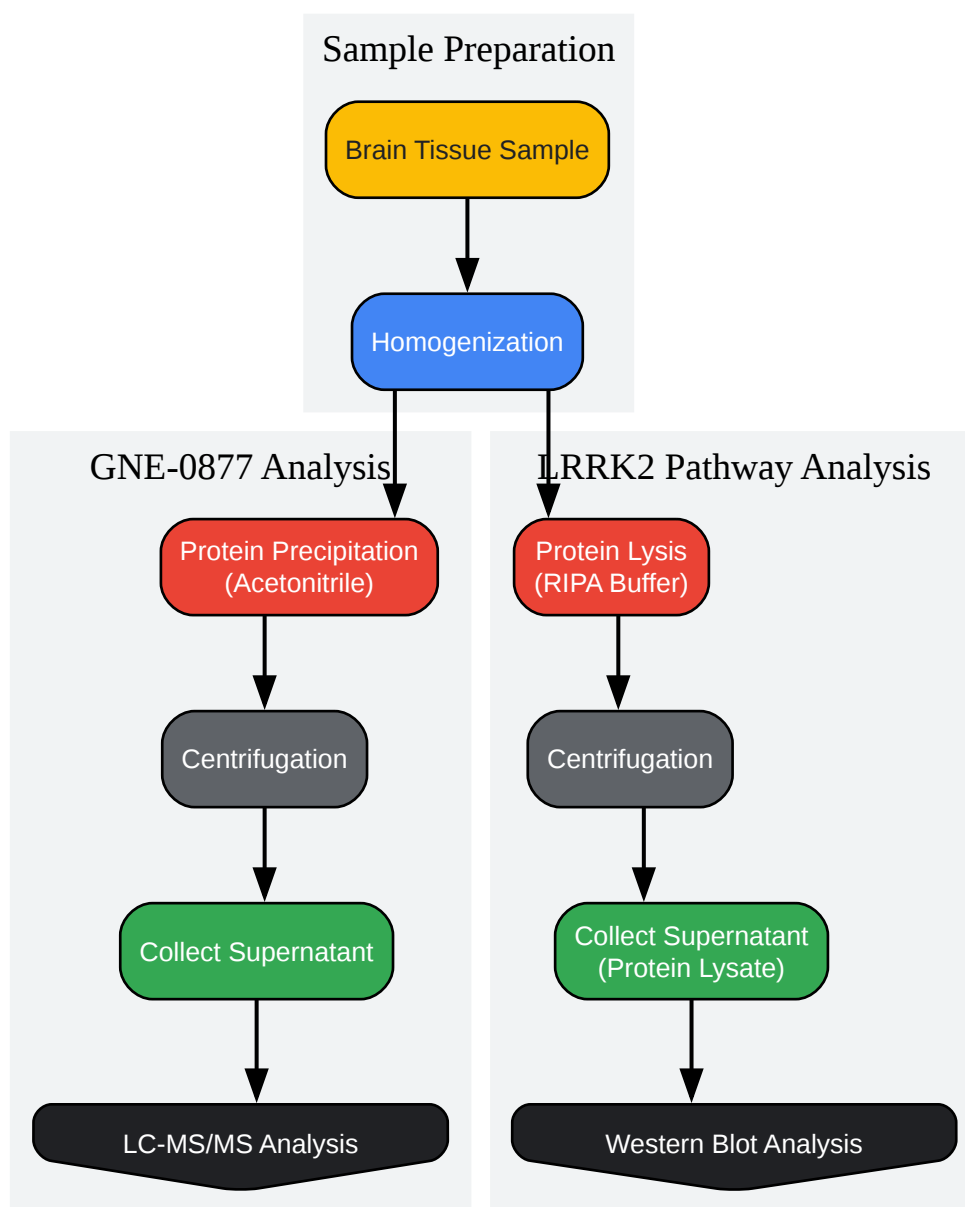 Sample Preparation
Brain Tissue Sample
Homogenization
GNE-0877 Analysis
Protein Precipitation
(Acetonitrile)
Centrifugation
Collect Supernatant
LC-MS/MS Analysis
LRRK2 Pathway Analysis
Protein Lysis
(RIPA Buffer)
Centrifugation
Collect Supernatant
(Protein Lysate)
Western Blot Analysis